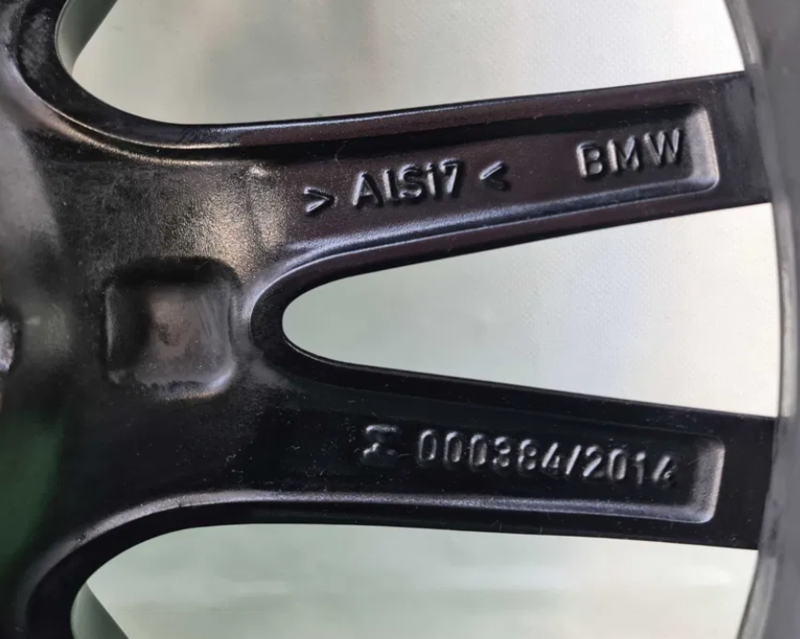 > AlSi7 < BMW
Σ 000384/2014